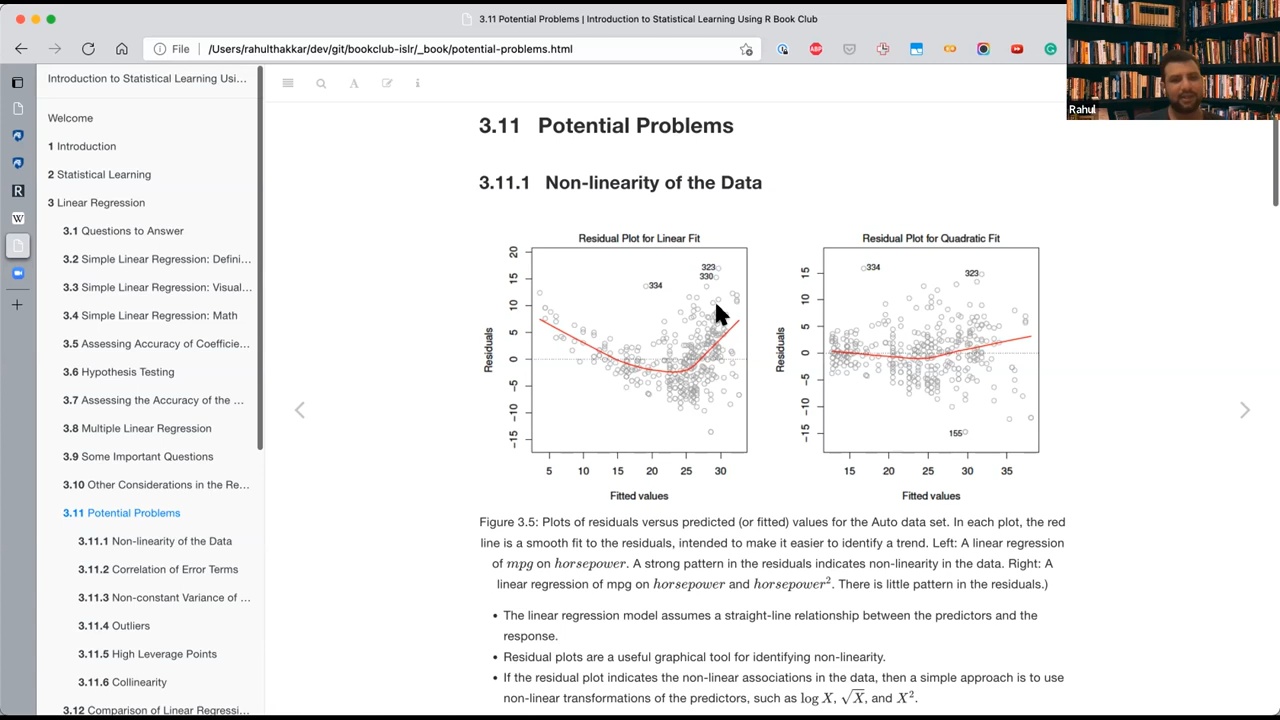 3.11 Potential Problems | Introduction to Statistical Learning Using R Book Club
File | /Users/rahulthakkar/dev/git/bookclub-islr/_book/potential-problems.html
ABP
Rahul
R
W
Introduction to Statistical Learning Usi...
Welcome
1 Introduction
2 Statistical Learning
3 Linear Regression
3.1 Questions to Answer
3.2 Simple Linear Regression: Defini...
3.3 Simple Linear Regression: Visual...
3.4 Simple Linear Regression: Math
3.5 Assessing Accuracy of Coefficie...
3.6 Hypothesis Testing
3.7 Assessing the Accuracy of the ...
3.8 Multiple Linear Regression
3.9 Some Important Questions
3.10 Other Considerations in the Re...
3.11 Potential Problems
3.11.1 Non-linearity of the Data
3.11.2 Correlation of Error Terms
3.11.3 Non-constant Variance of ...
3.11.4 Outliers
3.11.5 High Leverage Points
3.11.6 Collinearity
3.12 Comparison of Linear Regressi...
A
i
3.11 Potential Problems
3.11.1 Non-linearity of the Data
Residual Plot for Linear Fit
Residuals
20
15
10
5
0
−5
−10
−15
323
330
334
5 10 15 20 25 30
Fitted values
Residual Plot for Quadratic Fit
Residuals
15
10
5
0
−5
−10
−15
334
323
155
15 20 25 30 35
Fitted values
Figure 3.5: Plots of residuals versus predicted (or fitted) values for the Auto data set. In each plot, the red
line is a smooth fit to the residuals, intended to make it easier to identify a trend. Left: A linear regression
of mpg on horsepower. A strong pattern in the residuals indicates non-linearity in the data. Right: A
linear regression of mpg on horsepower and horsepower². There is little pattern in the residuals.)
• The linear regression model assumes a straight-line relationship between the predictors and the
response.
• Residual plots are a useful graphical tool for identifying non-linearity.
• If the residual plot indicates the non-linear associations in the data, then a simple approach is to use
non-linear transformations of the predictors, such as log X, √X, and X².